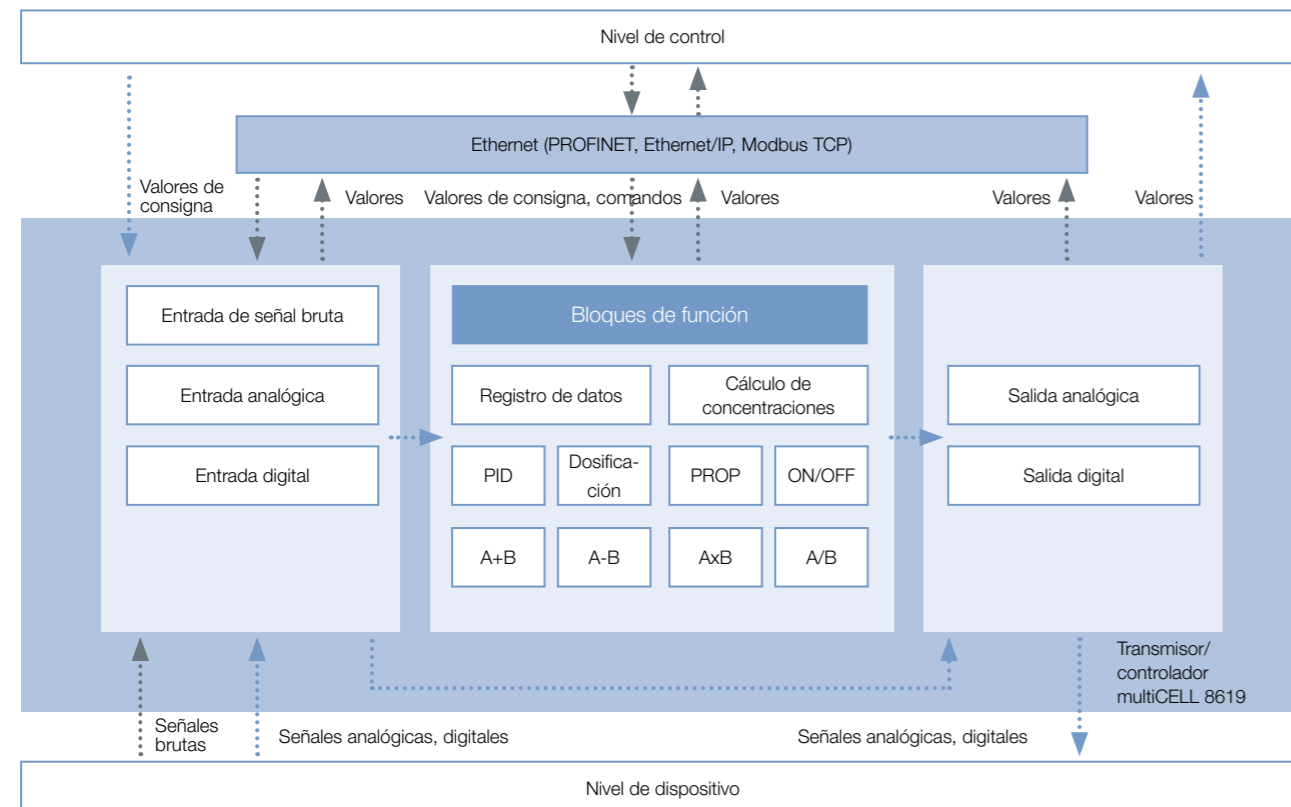 Nivel de control
Ethernet (PROFINET, Ethernet/IP, Modbus TCP)
Valores de
consigna
Valores
Valores de consigna, comandos
Valores
Valores
Valores
Entrada de señal bruta
Entrada analógica
Entrada digital
Bloques de función
Registro de datos
Cálculo de
concentraciones
PID
Dosifica-
ción
PROP
ON/OFF
A+B
A-B
AxB
A/B
Salida analógica
Salida digital
Transmisor/
controlador
multiCELL 8619
Señales
brutas
Señales analógicas, digitales
Señales analógicas, digitales
Nivel de dispositivo